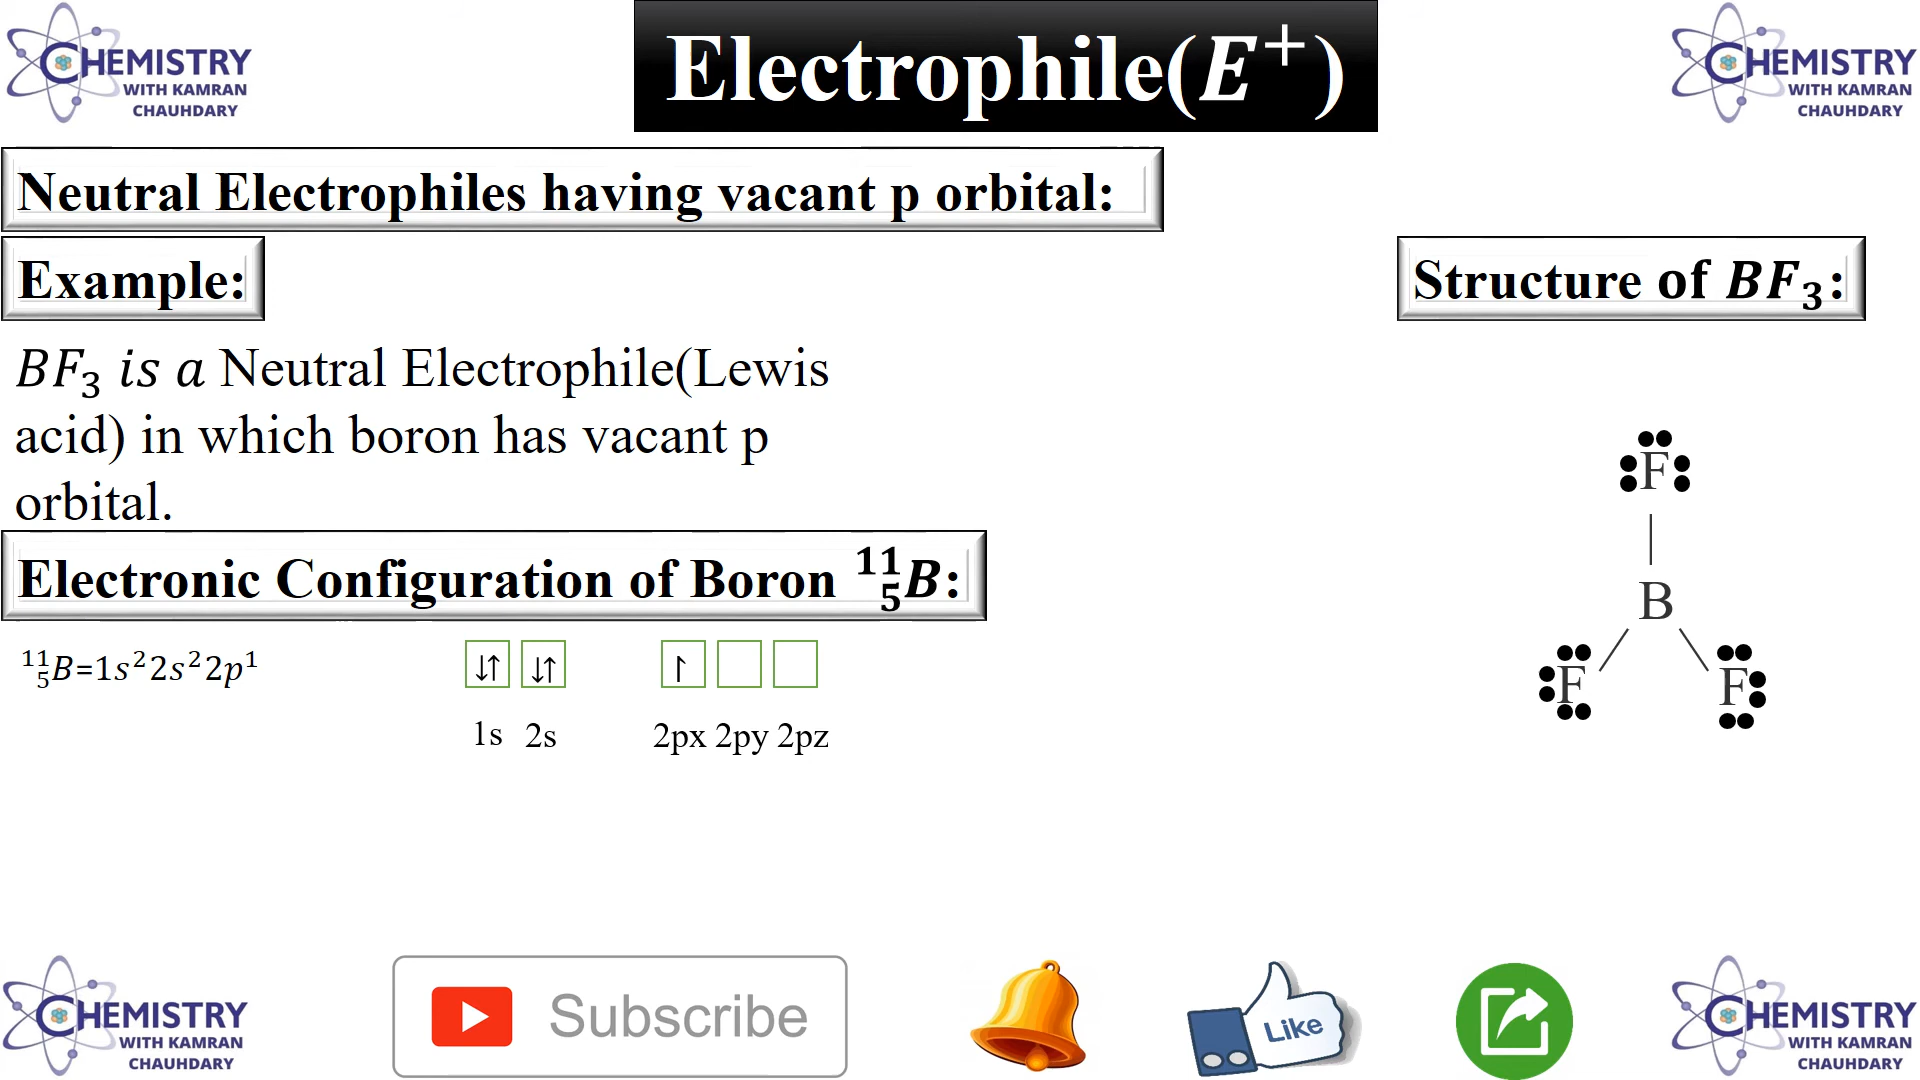 CHEMISTRY
WITH KAMRAN
CHAUHDARY
Electrophile(E⁺)
CHEMISTRY
WITH KAMRAN
CHAUHDARY
Neutral Electrophiles having vacant p orbital:
Example:
Structure of BF₃:
BF₃ is a Neutral Electrophile(Lewis
acid) in which boron has vacant p
orbital.
F
B
F F
Electronic Configuration of Boron ¹¹₅B:
¹¹₅B=1s²2s²2p¹
↓↑ ↓↑ ↾
1s 2s 2px 2py 2pz
CHEMISTRY
WITH KAMRAN
CHAUHDARY
Subscribe
Like
CHEMISTRY
WITH KAMRAN
CHAUHDARY